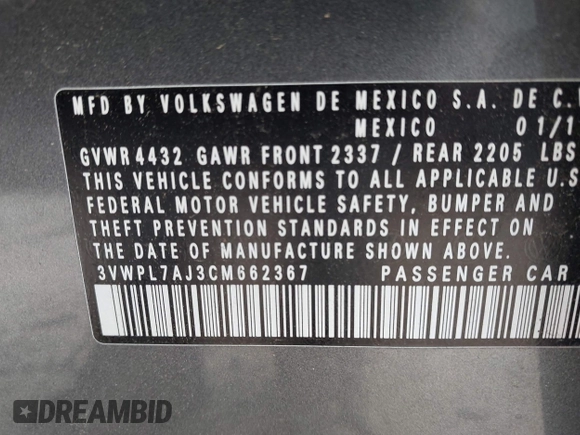 MFD BY VOLKSWAGEN DE MEXICO S.A. DE C.V
MEXICO 01/1
GVWR 4432 GAWR FRONT 2337 / REAR 2205 LBS
THIS VEHICLE CONFORMS TO ALL APPLICABLE U.S
FEDERAL MOTOR VEHICLE SAFETY, BUMPER AND
THEFT PREVENTION STANDARDS IN EFFECT ON
THE DATE OF MANUFACTURE SHOWN ABOVE.
3VWPL7AJ3CM662367 PASSENGER CAR
DREAMBID